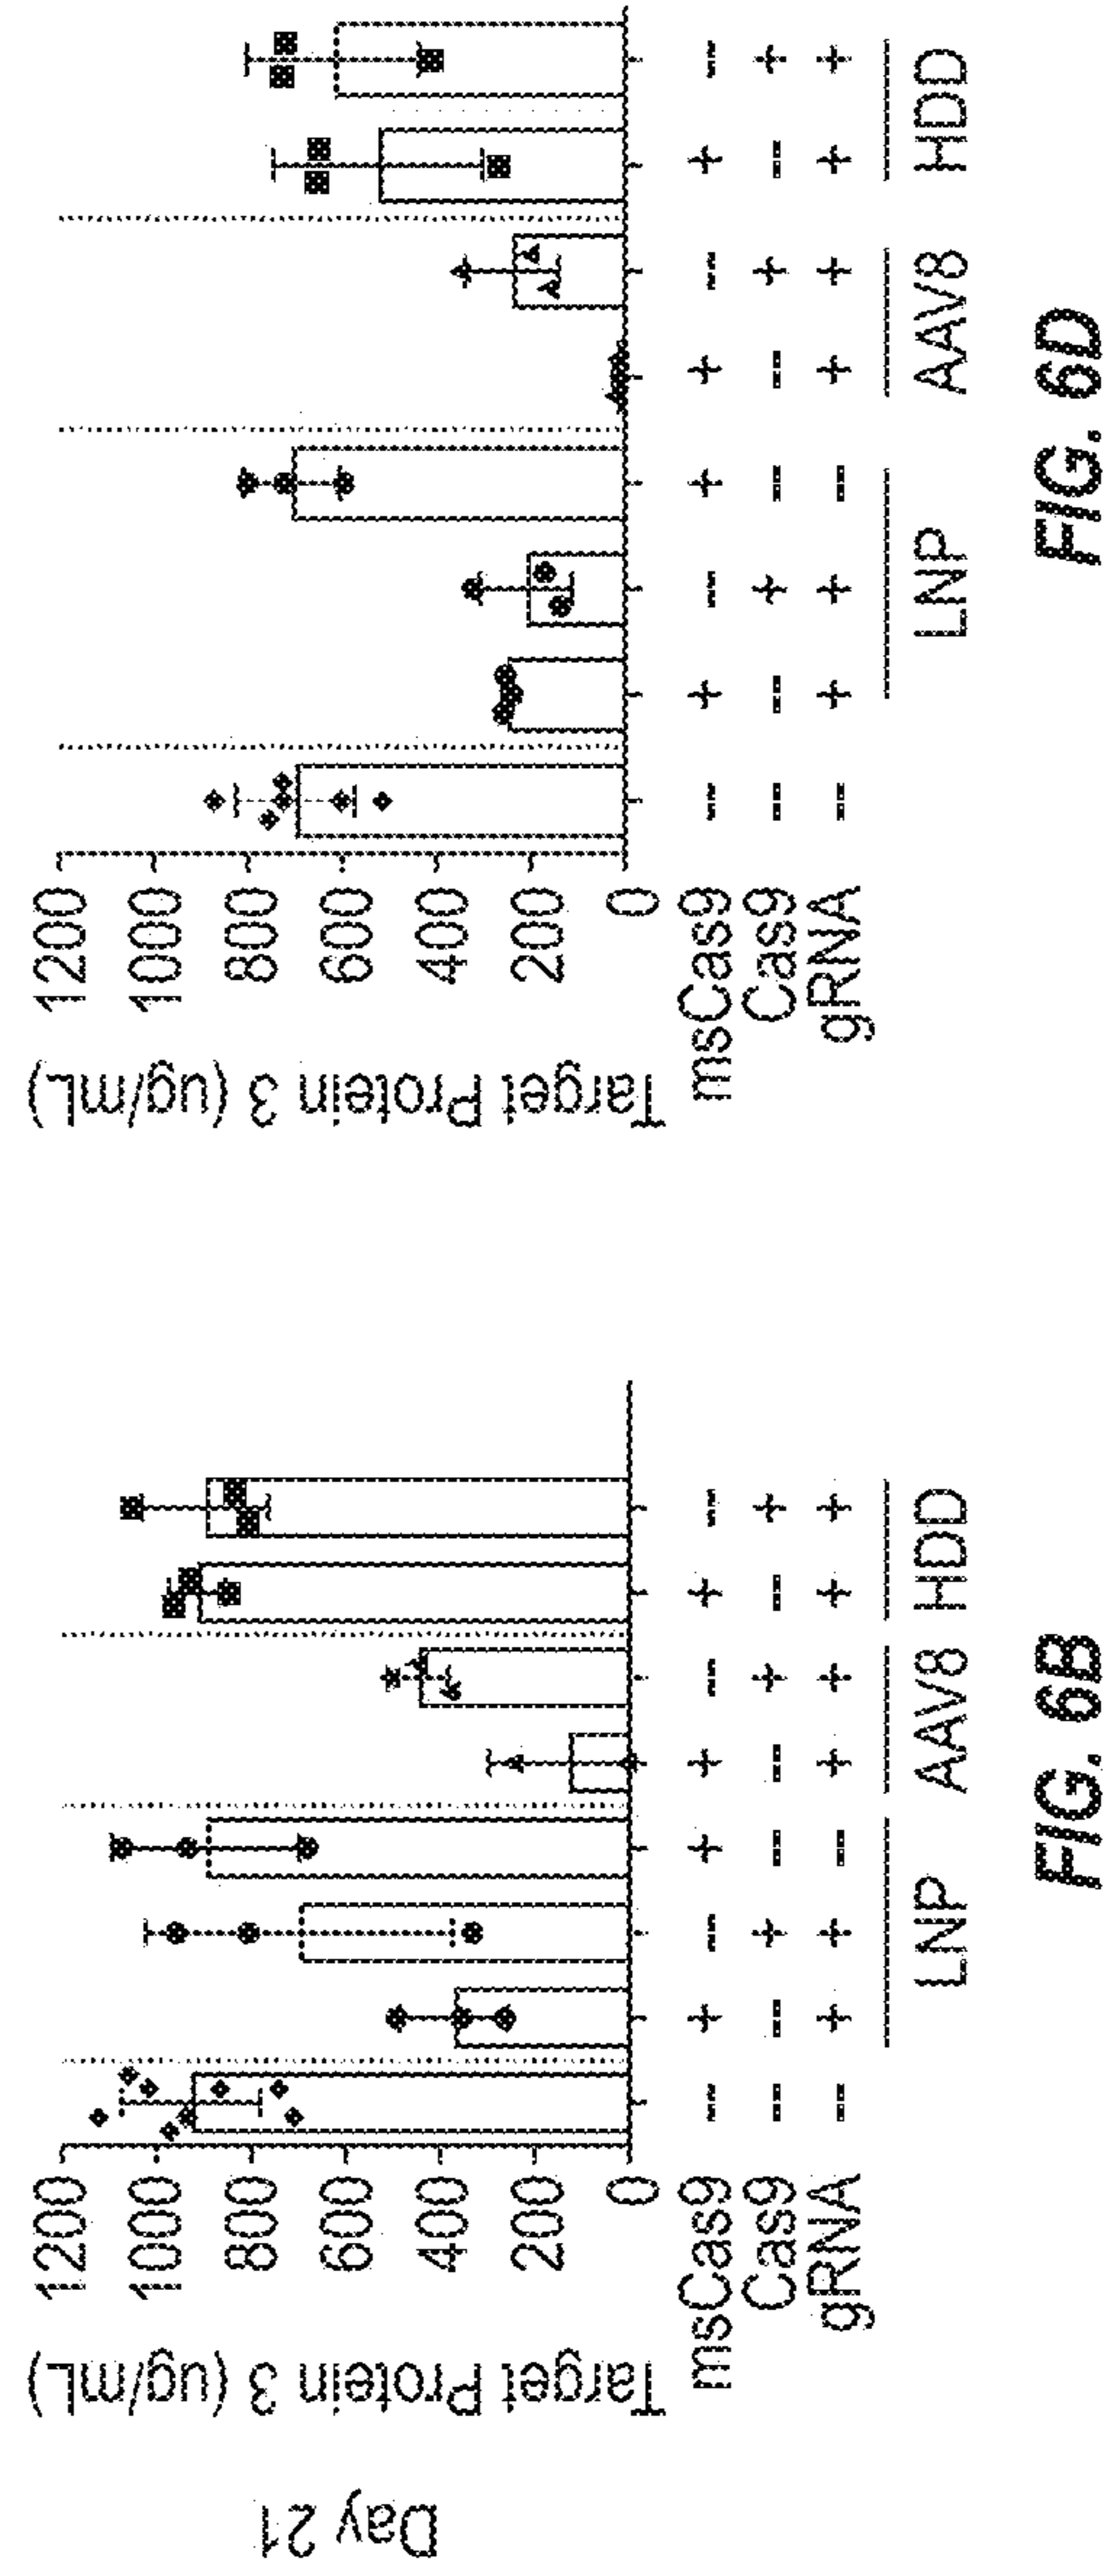 Day 21
Target Protein 3 (ug/mL)
1200
1000
800
600
400
200
0
msCas9 -- + -- + + -- + --
Cas9 -- -- + -- -- + -- +
gRNA -- + + -- + + + +
LNP AAV8 HDD
FIG. 6B
Target Protein 3 (ug/mL)
1200
1000
800
600
400
200
0
msCas9 -- + -- + + -- + --
Cas9 -- -- + -- -- + -- +
gRNA -- + + -- + + + +
LNP AAV8 HDD
FIG. 6D